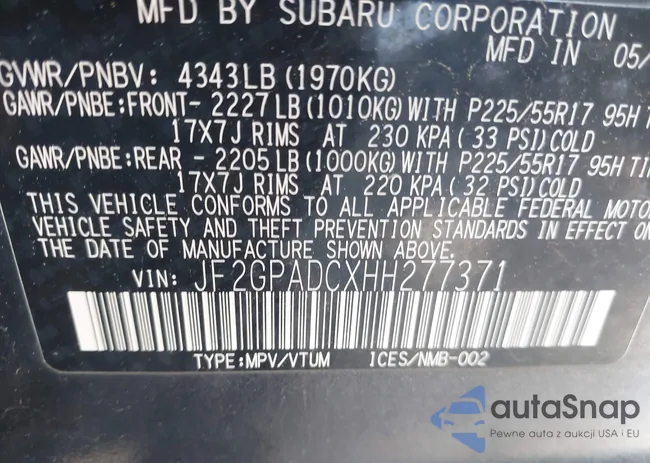 MFD BY SUBARU CORPORATION
MFD IN 05/
GVWR/PNBV: 4343LB (1970KG)
GAWR/PNBE:FRONT- 2227LB(1010KG)WITH P225/55R17 95H T
17X7J RIMS AT 230 KPA( 33 PSI)COLD
GAWR/PNBE:REAR - 2205LB(1000KG)WITH P225/55R17 95H TI
17X7J RIMS AT 220 KPA( 32 PSI)COLD
THIS VEHICLE CONFORMS TO ALL APPLICABLE FEDERAL MOTO
VEHICLE SAFETY AND THEFT PREVENTION STANDARDS IN EFFECT ON
THE DATE OF MANUFACTURE SHOWN ABOVE.
VIN: JF2GPADCXHH277371
TYPE:MPV/VTUM ICES/NMB-002
autaSnap
Pewne auta z aukcji USA i EU